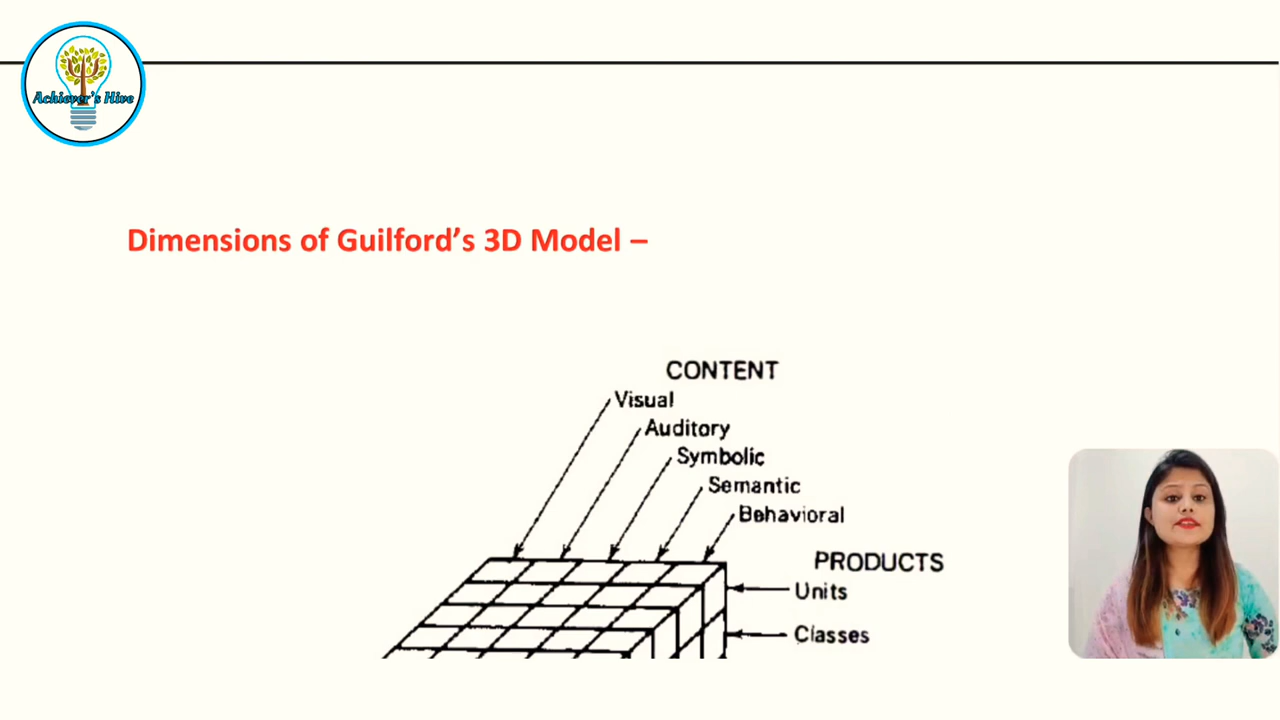 Achiever's Hive
Dimensions of Guilford’s 3D Model –
CONTENT
Visual
Auditory
Symbolic
Semantic
Behavioral
PRODUCTS
Units
Classes